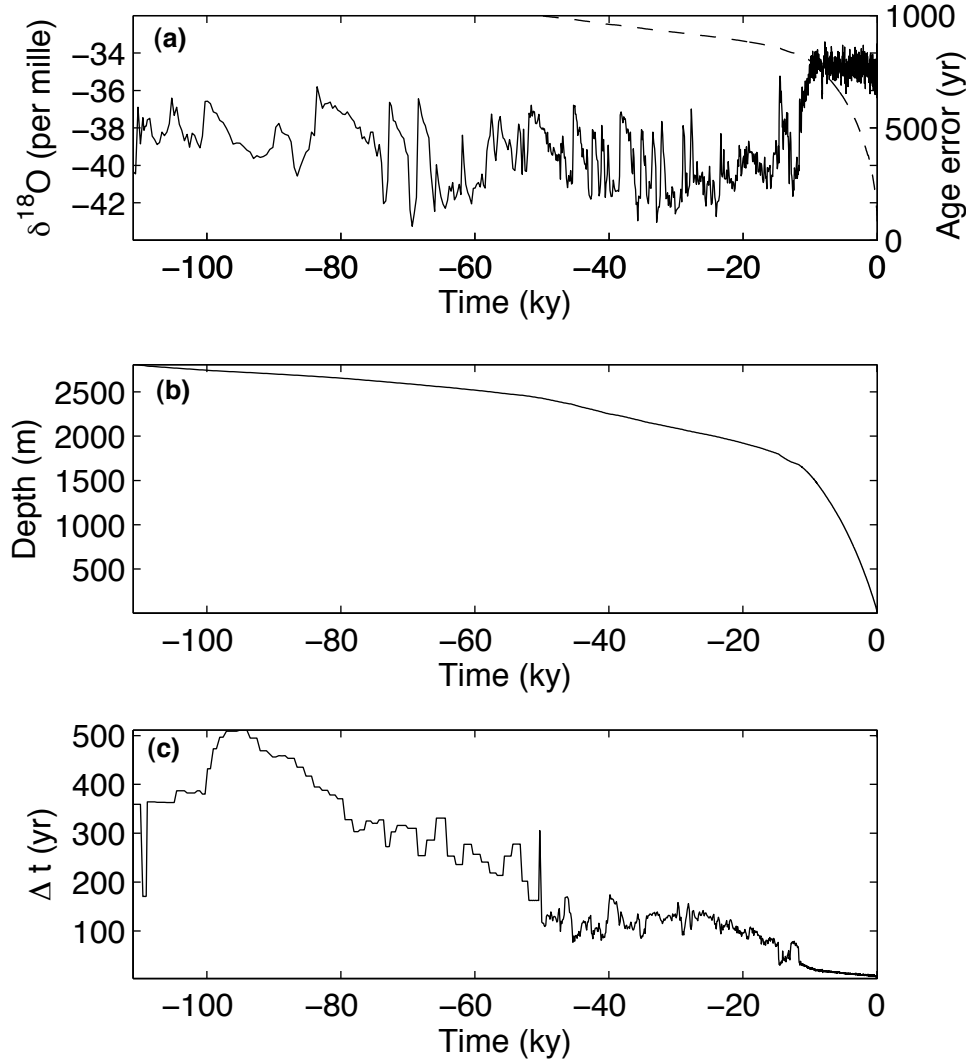 (a)
δ18O (per mille)
−34
−36
−38
−40
−42
1000
500
0
Age error (yr)
−100 −80 −60 −40 −20 0
Time (ky)
(b)
Depth (m)
2500
2000
1500
1000
500
−100 −80 −60 −40 −20 0
Time (ky)
(c)
Δ t (yr)
500
400
300
200
100
−100 −80 −60 −40 −20 0
Time (ky)